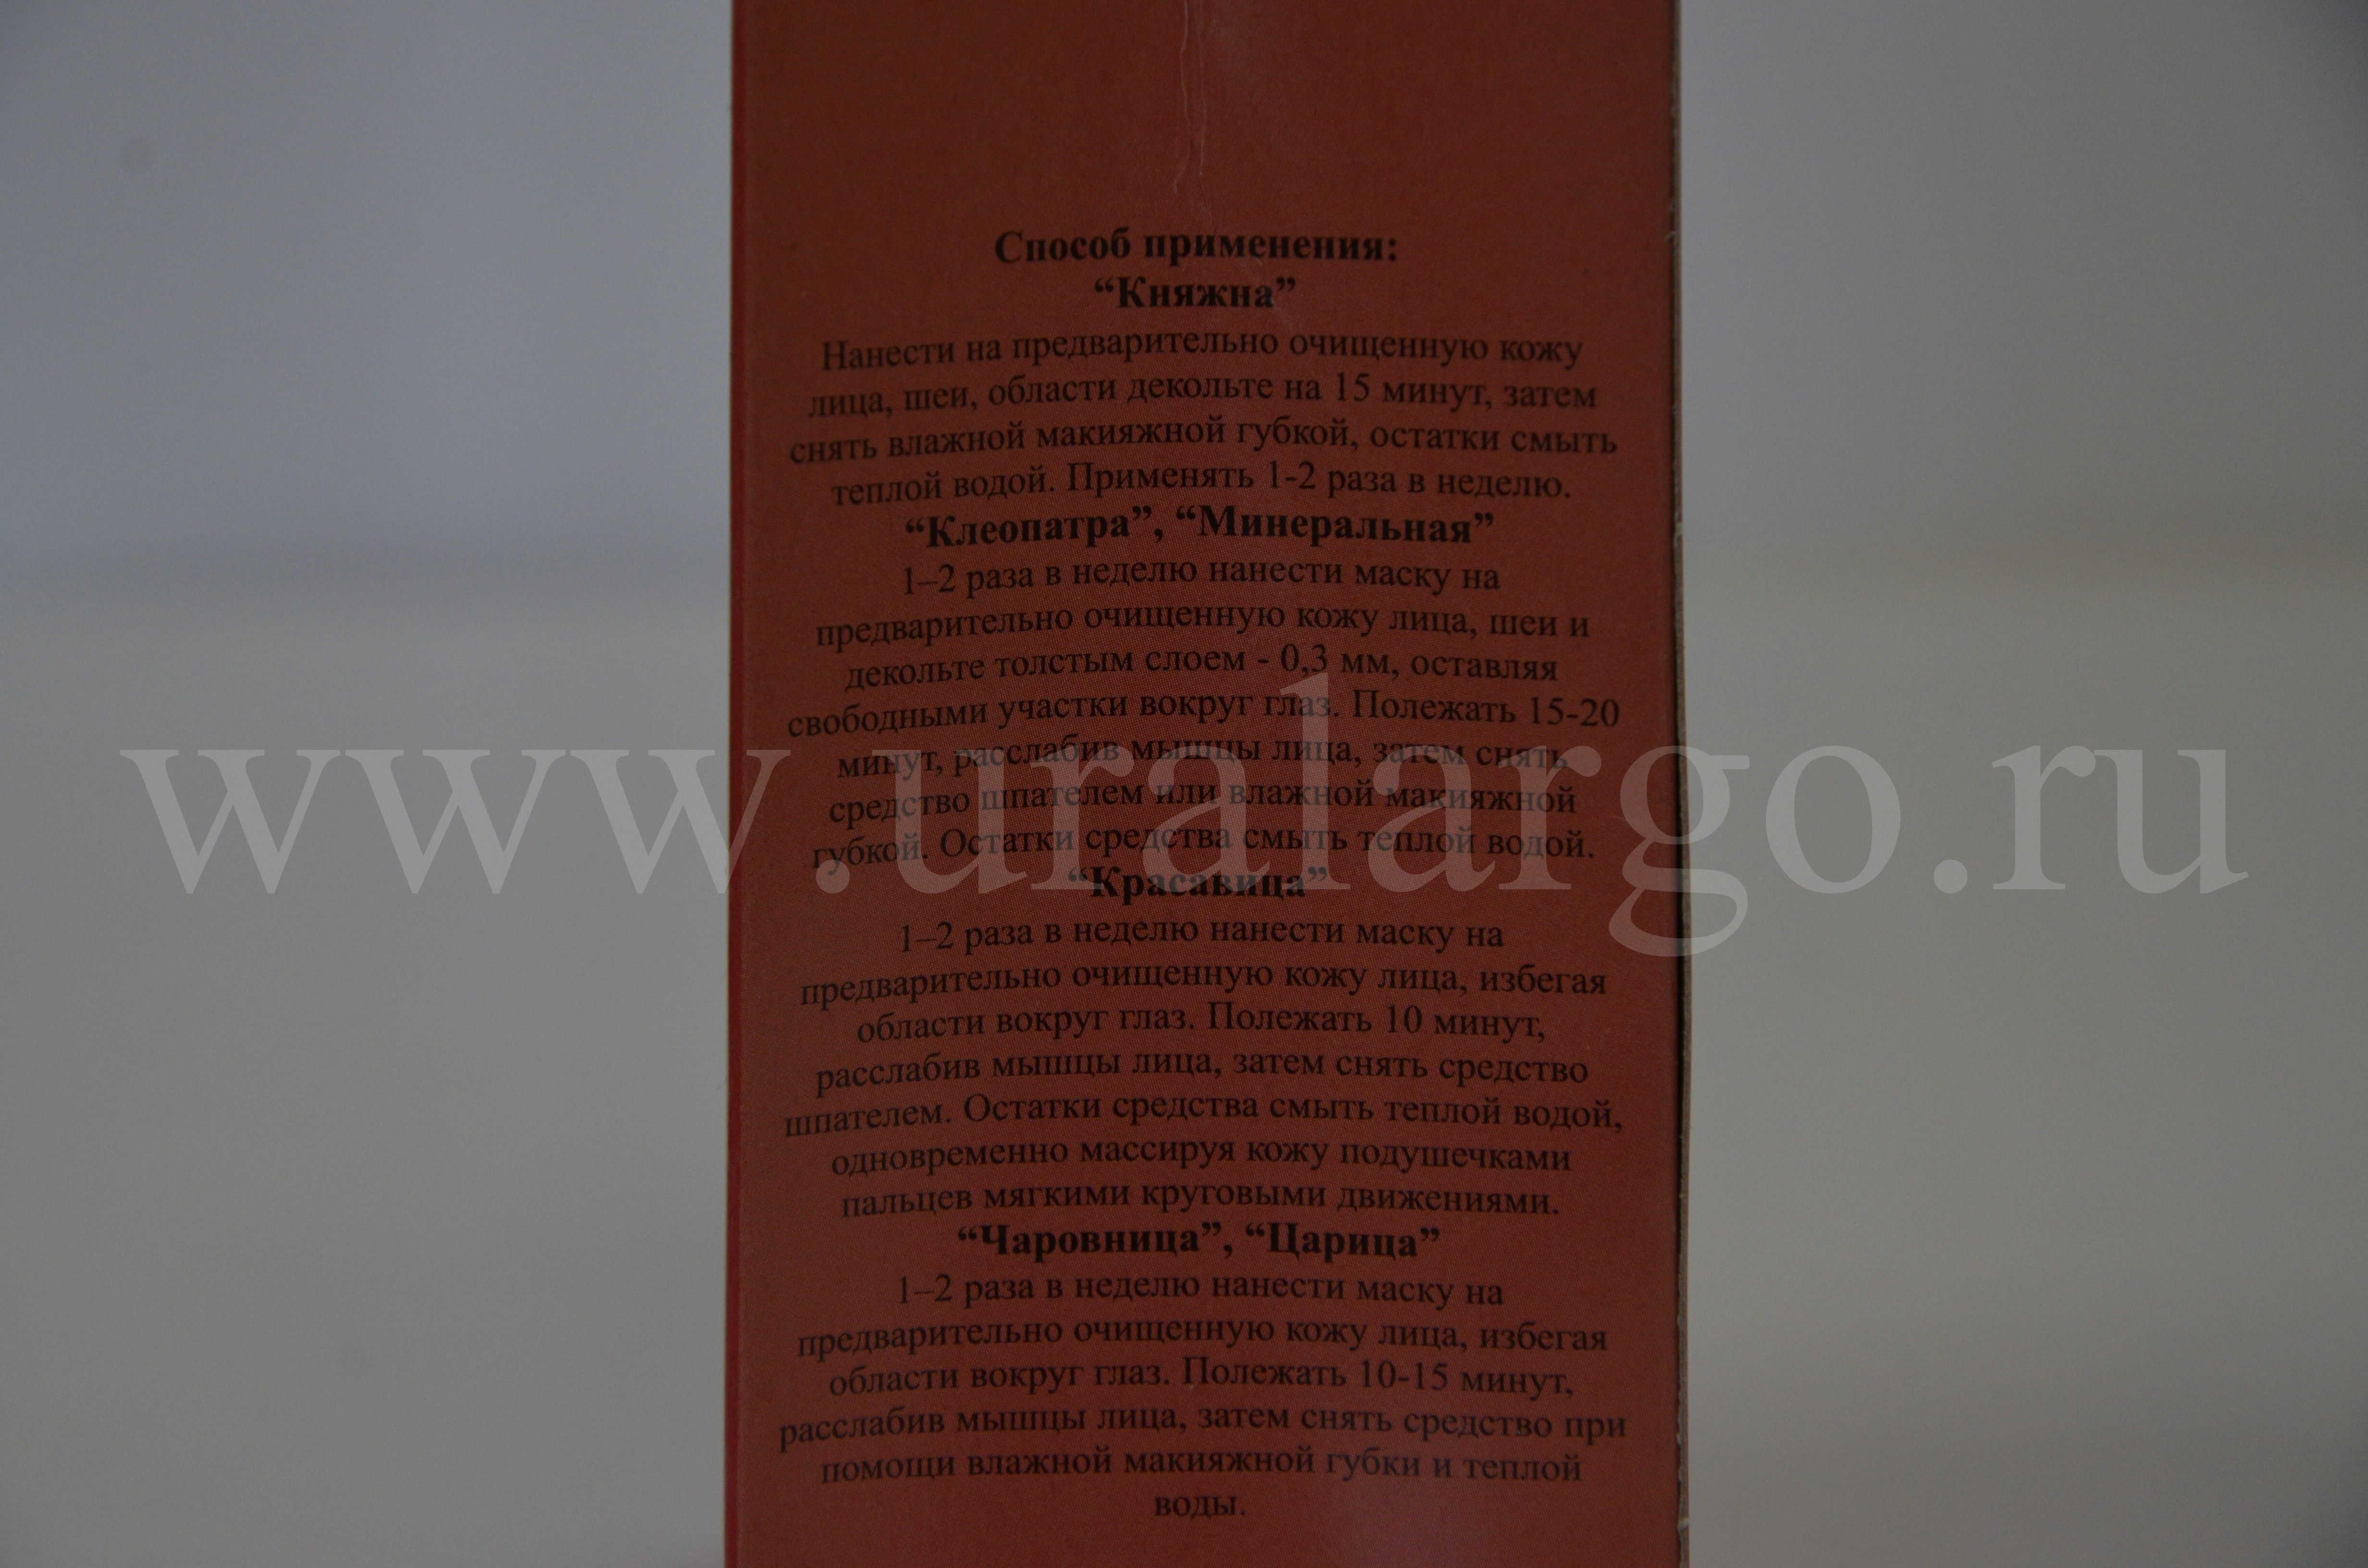 Способ применения:
“Княжна”
Нанести на предварительно очищенную кожу
лица, шеи, области декольте на 15 минут, затем
снять влажной макияжной губкой, остатки смыть
теплой водой. Применять 1-2 раза в неделю.
“Клеопатра”, “Минеральная”
1–2 раза в неделю нанести маску на
предварительно очищенную кожу лица, шеи и
декольте толстым слоем - 0,3 мм, оставляя
свободными участки вокруг глаз. Полежать 15-20
минут, расслабив мышцы лица, затем снять
средство шпателем или влажной макияжной
губкой. Остатки средства смыть теплой водой.
www.uralargo.ru
“Красавица”
1–2 раза в неделю нанести маску на
предварительно очищенную кожу лица, избегая
области вокруг глаз. Полежать 10 минут,
расслабив мышцы лица, затем снять средство
шпателем. Остатки средства смыть теплой водой,
одновременно массируя кожу подушечками
пальцев мягкими круговыми движениями.
“Чаровница”, “Царица”
1–2 раза в неделю нанести маску на
предварительно очищенную кожу лица, избегая
области вокруг глаз. Полежать 10-15 минут,
расслабив мышцы лица, затем снять средство при
помощи влажной макияжной губки и теплой
воды.